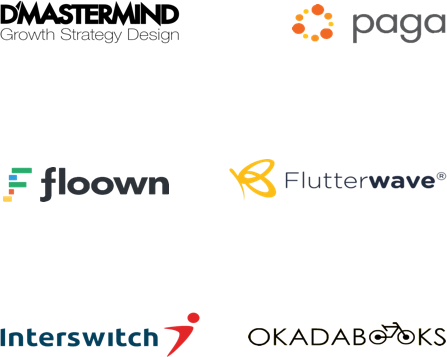 D'MASTERMIND
Growth Strategy Design
paga
floown
Flutterwave®
Interswitch
OKADABOOKS